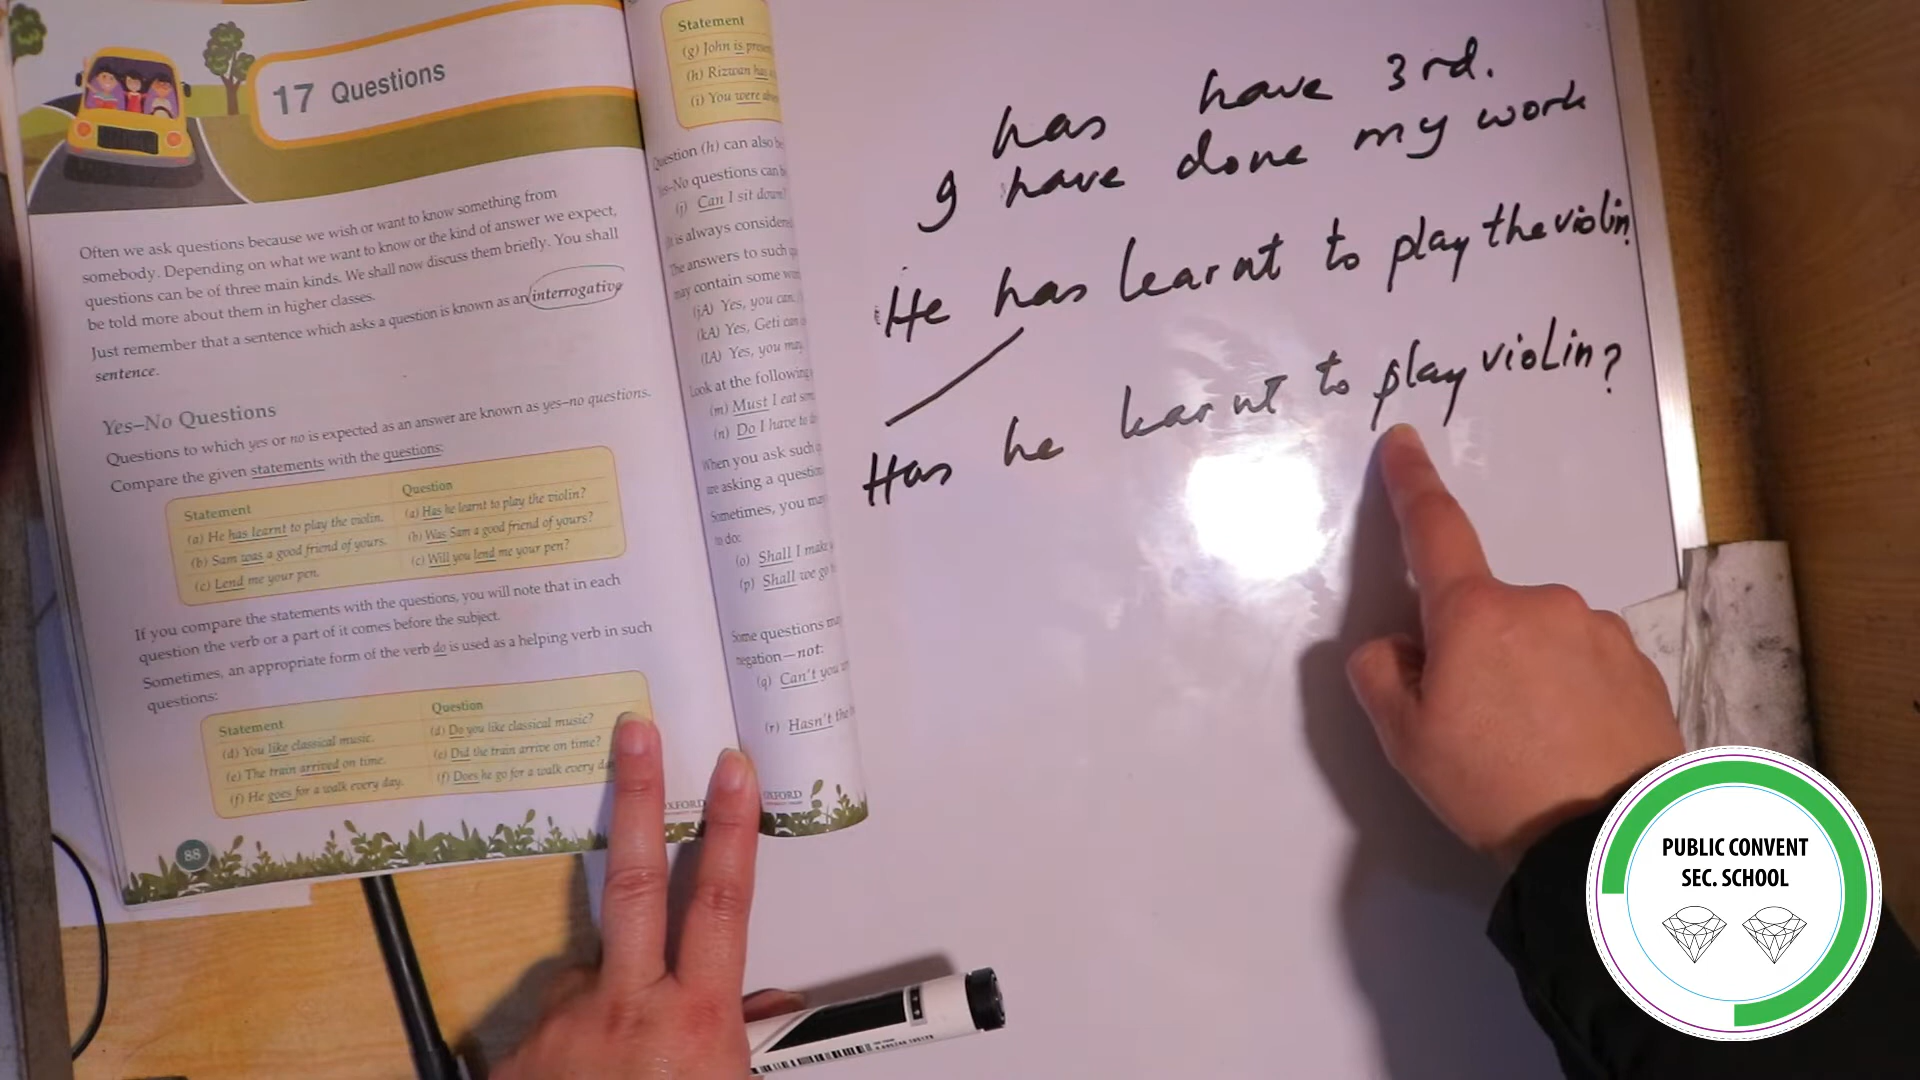 17 Questions
Often we ask questions because we wish or want to know something from
somebody. Depending on what we want to know or the kind of answer we expect,
questions can be of three main kinds. We shall now discuss them briefly. You shall
be told more about them in higher classes.
Just remember that a sentence which asks a question is known as an interrogative
sentence.
Yes–No Questions
Questions to which yes or no is expected as an answer are known as yes–no questions.
Compare the given statements with the questions:
Statement Question
(a) He has learnt to play the violin. (a) Has he learnt to play the violin?
(b) Sam was a good friend of yours. (b) Was Sam a good friend of yours?
(c) Lend me your pen. (c) Will you lend me your pen?
If you compare the statements with the questions, you will note that in each
question the verb or a part of it comes before the subject.
Sometimes, an appropriate form of the verb do is used as a helping verb in such
questions:
Statement Question
(d) You like classical music. (d) Do you like classical music?
(e) The train arrived on time. (e) Did the train arrive on time?
(f) He goes for a walk every day. (f) Does he go for a walk every
88
OXFORD
Statement
(g) John is
(h) Rizwan has
(i) You were
Question (h) can also
Yes–No questions can
(j) Can I sit down?
It is always
The answers to such
may contain some
(jA) Yes, you can.
(kA) Yes, Geti can
(lA) Yes, you may
Look at the following
(m) Must I eat
(n) Do I have to
When you ask such
are asking a
Sometimes, you may
to do:
(o) Shall I make
(p) Shall we go
Some questions
negation—not:
(q) Can't you
(r) Hasn't the
OXFORD
has have 3rd.
I have done my work
He has learnt to play the violin.
Has he learnt to play violin?
PUBLIC CONVENT
SEC. SCHOOL